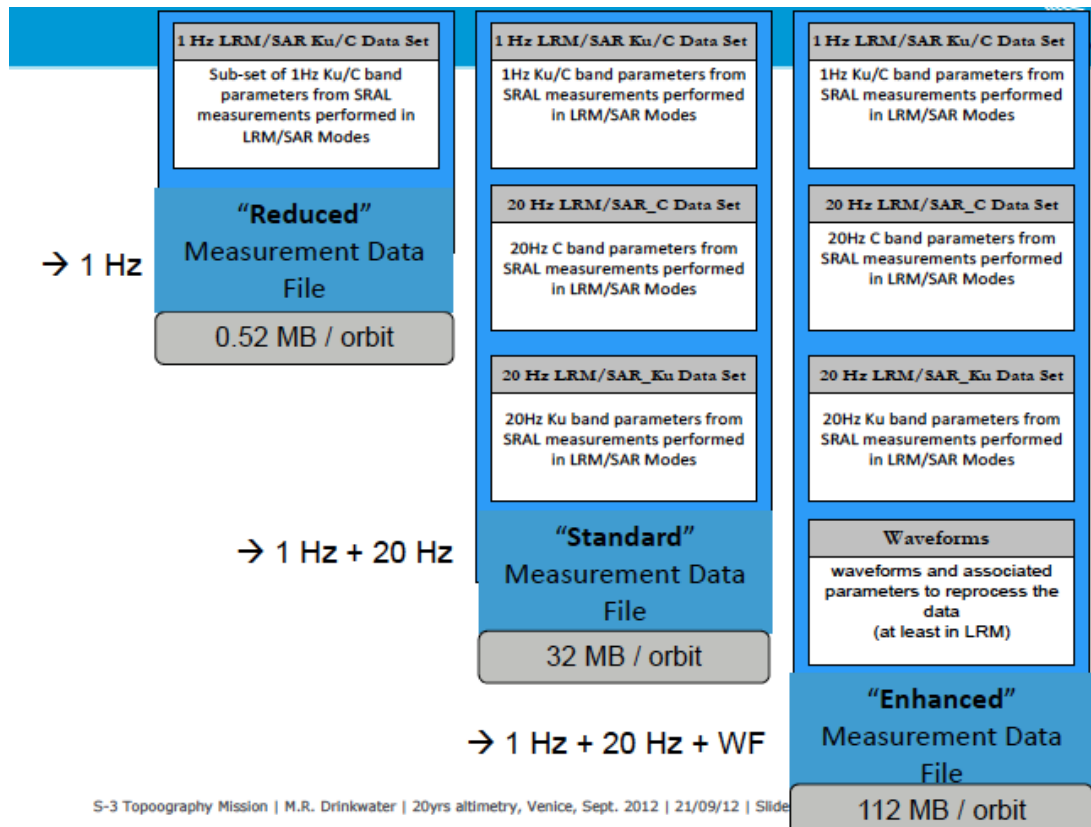 1 Hz LRM/SAR Ku/C Data Set
Sub-set of 1Hz Ku/C band
parameters from SRAL
measurements performed in
LRM/SAR Modes
→ 1 Hz
“Reduced”
Measurement Data
File
0.52 MB / orbit
1 Hz LRM/SAR Ku/C Data Set
1Hz Ku/C band parameters from
SRAL measurements performed
in LRM/SAR Modes
20 Hz LRM/SAR_C Data Set
20Hz C band parameters from
SRAL measurements performed
in LRM/SAR Modes
20 Hz LRM/SAR_Ku Data Set
20Hz Ku band parameters from
SRAL measurements performed
in LRM/SAR Modes
→ 1 Hz + 20 Hz
“Standard”
Measurement Data
File
32 MB / orbit
1 Hz LRM/SAR Ku/C Data Set
1Hz Ku/C band parameters from
SRAL measurements performed
in LRM/SAR Modes
20 Hz LRM/SAR_C Data Set
20Hz C band parameters from
SRAL measurements performed
in LRM/SAR Modes
20 Hz LRM/SAR_Ku Data Set
20Hz Ku band parameters from
SRAL measurements performed
in LRM/SAR Modes
Waveforms
waveforms and associated
parameters to reprocess the
data
(at least in LRM)
→ 1 Hz + 20 Hz + WF
“Enhanced”
Measurement Data
File
112 MB / orbit
S-3 Topoography Mission | M.R. Drinkwater | 20yrs altimetry, Venice, Sept. 2012 | 21/09/12 | Slide